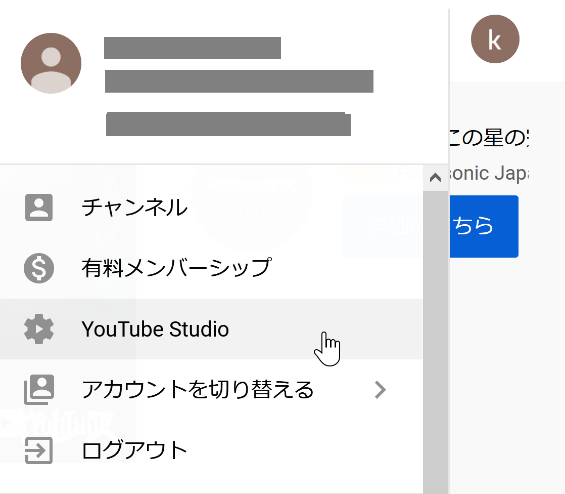 k
この星の
sonic Japa
ちら
チャンネル
有料メンバーシップ
YouTube Studio
アカウントを切り替える
ログアウト